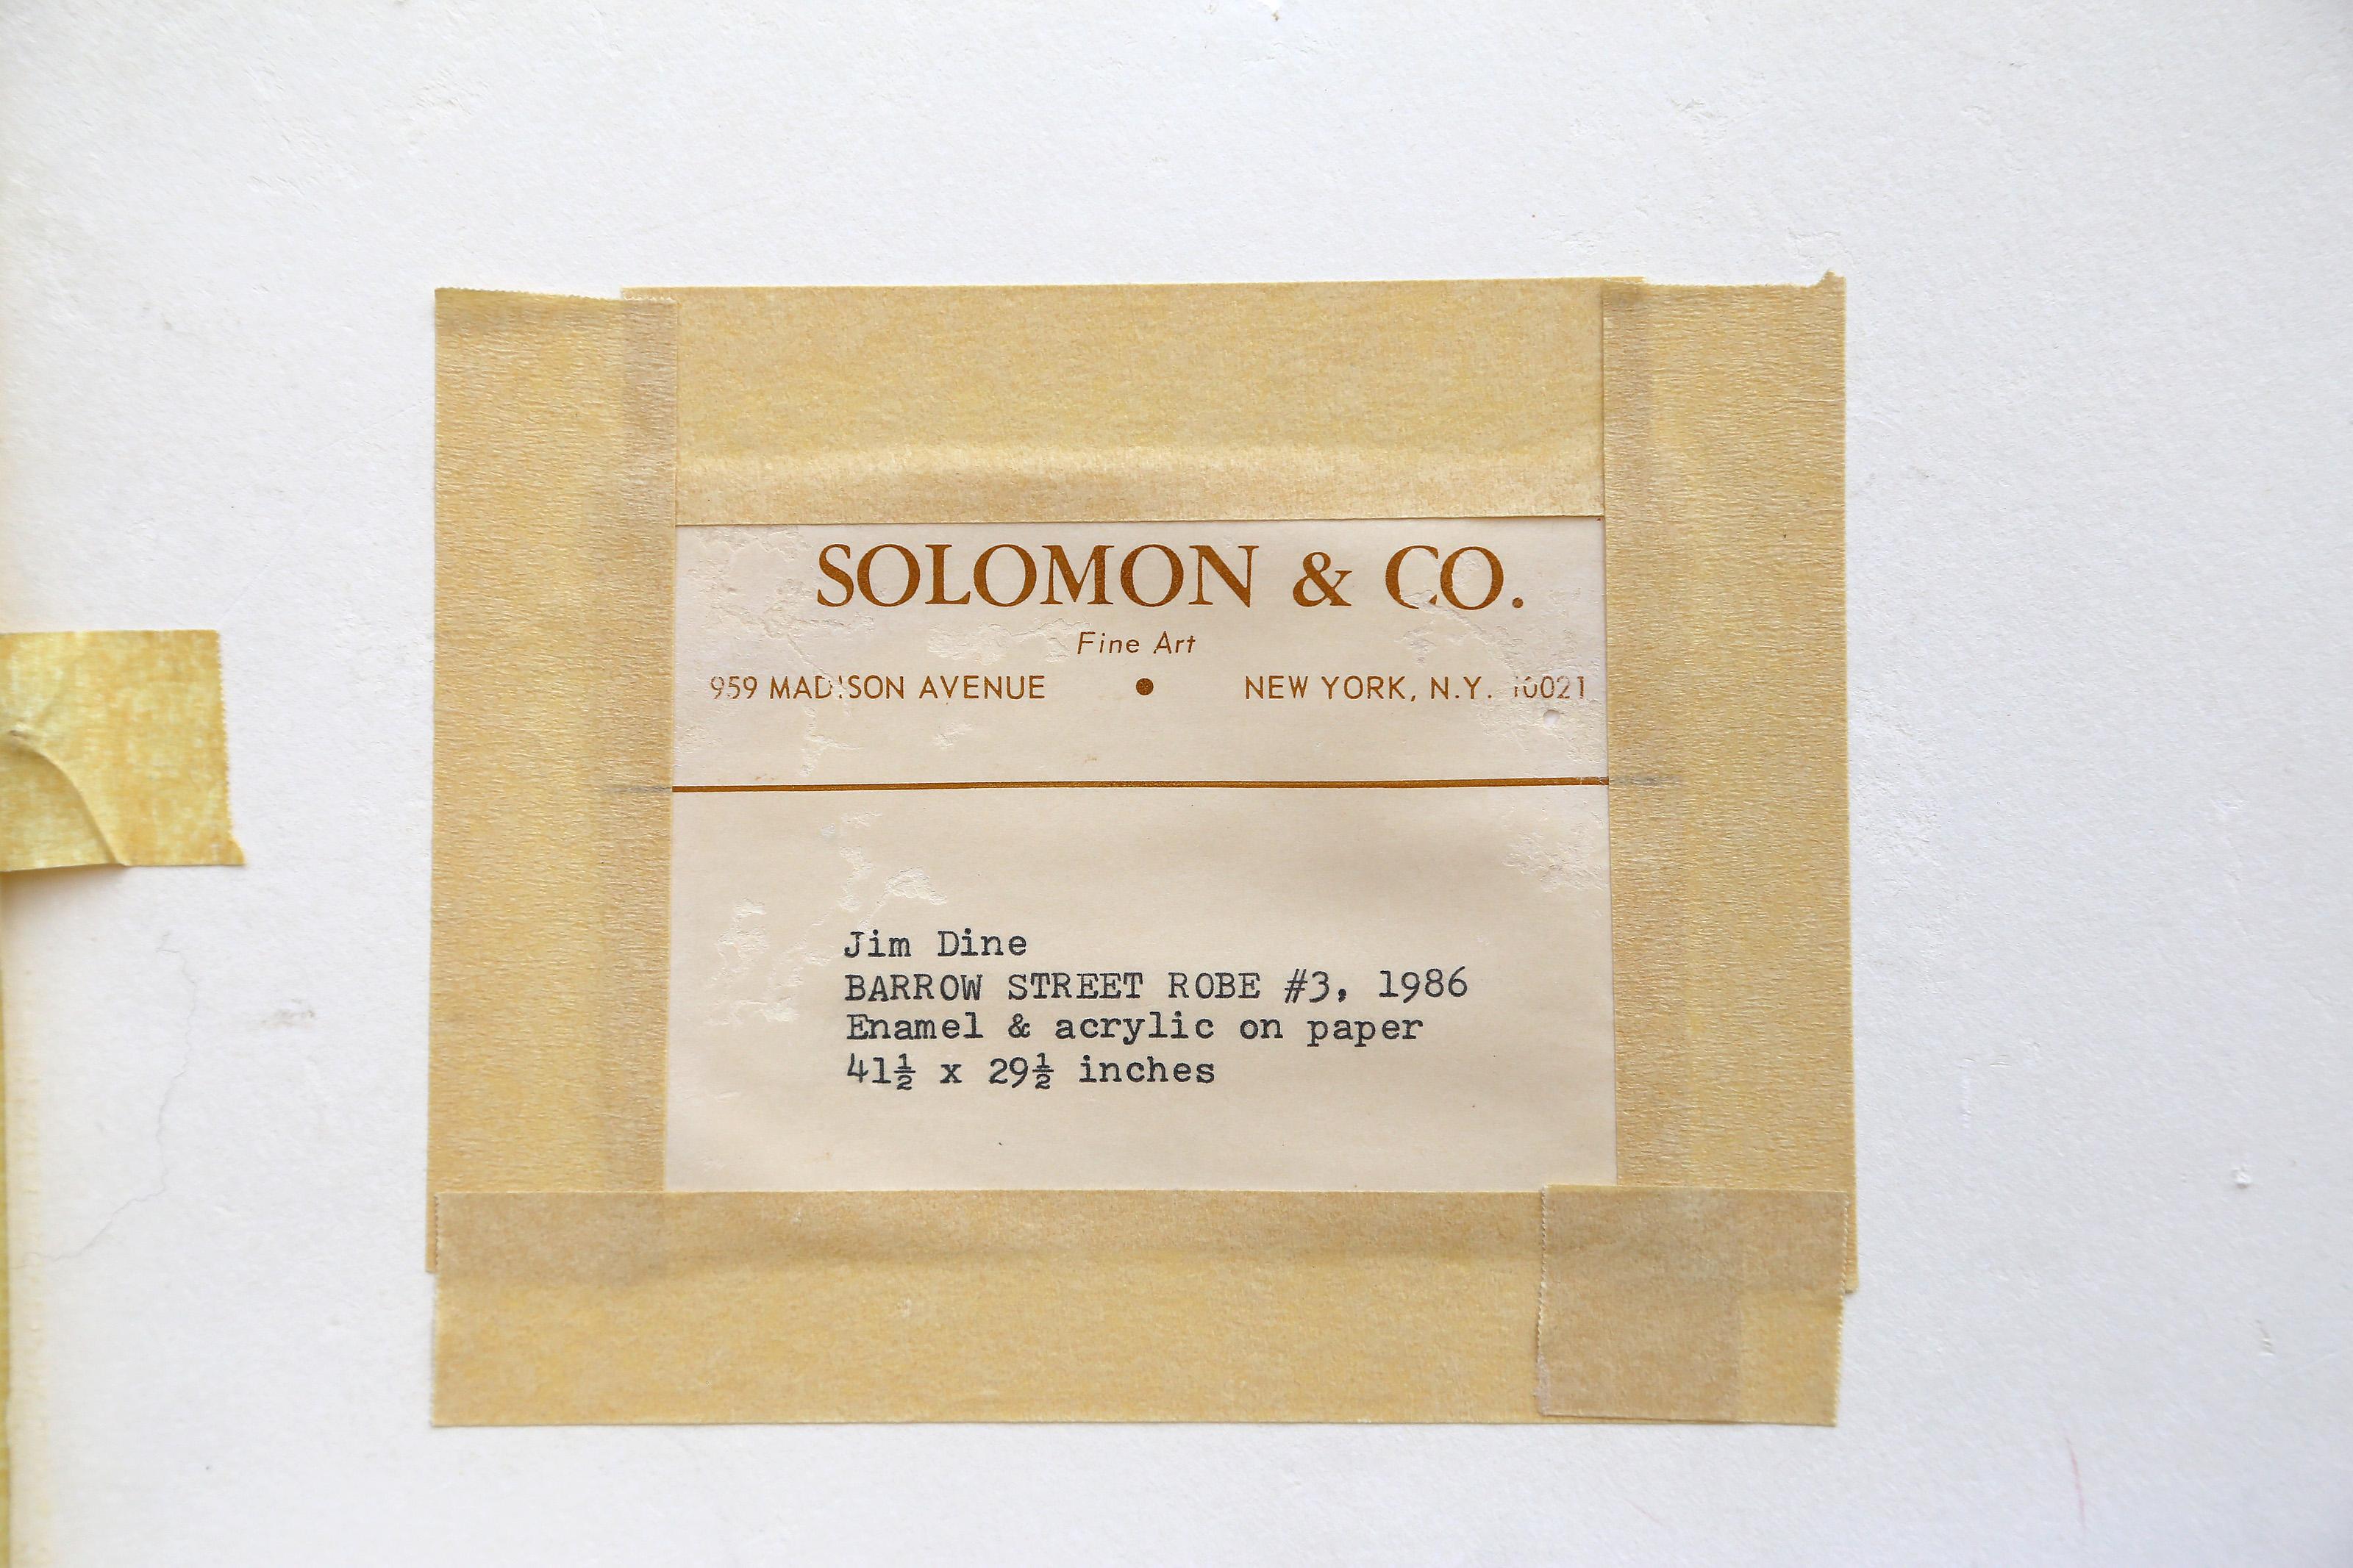 SOLOMON & CO.
Fine Art
959 MADISON AVENUE • NEW YORK, N.Y. 10021
Jim Dine
BARROW STREET ROBE #3, 1986
Enamel & acrylic on paper
41½ x 29½ inches